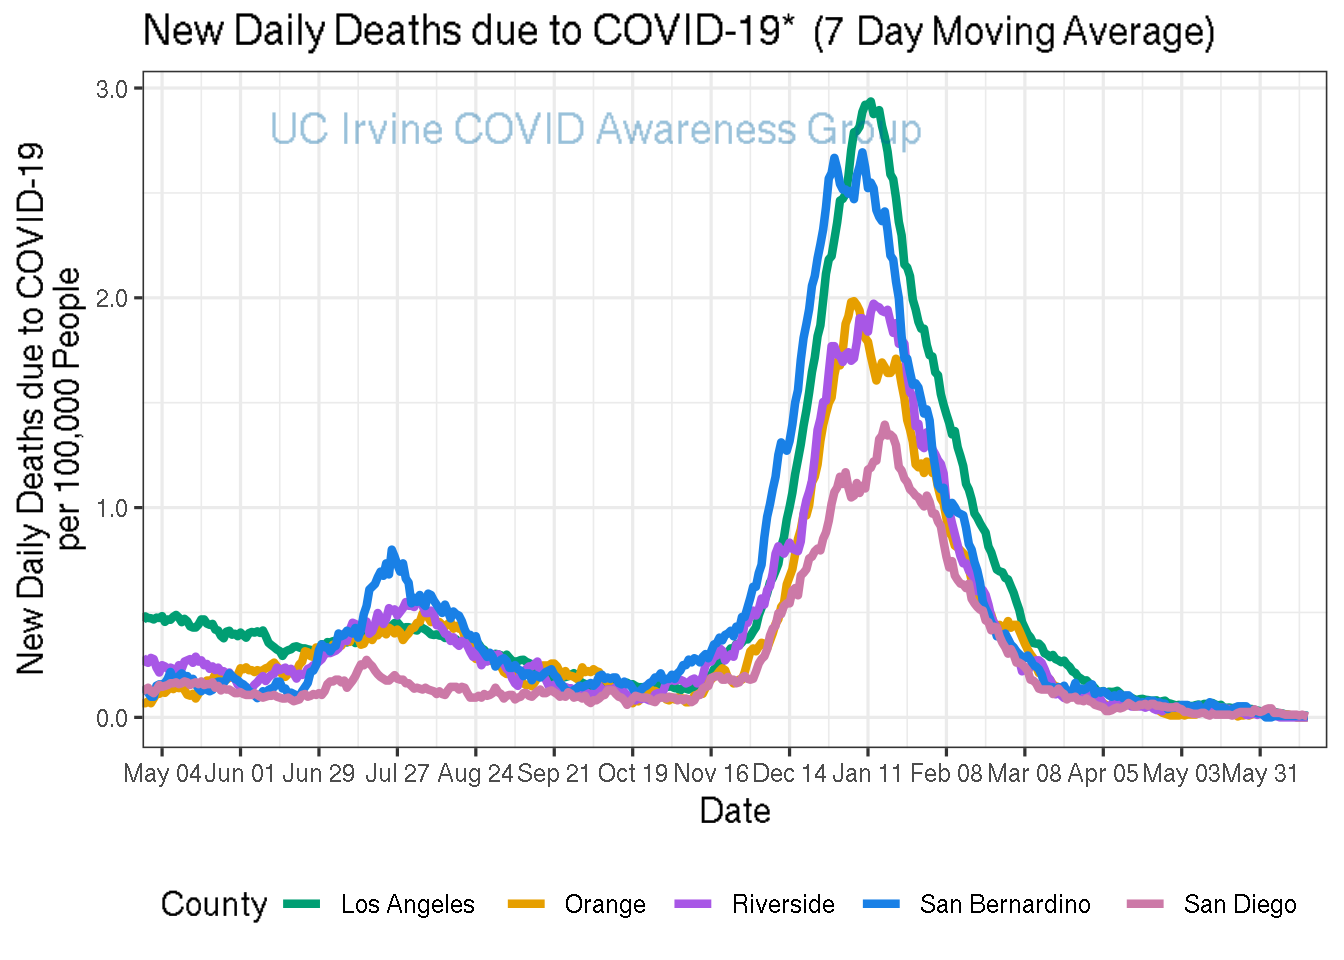 New Daily Deaths due to COVID-19* (7 Day Moving Average)
UC Irvine COVID Awareness Group
New Daily Deaths due to COVID-19
per 100,000 People
3.0
2.0
1.0
0.0
May 04 Jun 01 Jun 29 Jul 27 Aug 24 Sep 21 Oct 19 Nov 16 Dec 14 Jan 11 Feb 08 Mar 08 Apr 05 May 03 May 31
Date
County Los Angeles Orange Riverside San Bernardino San Diego